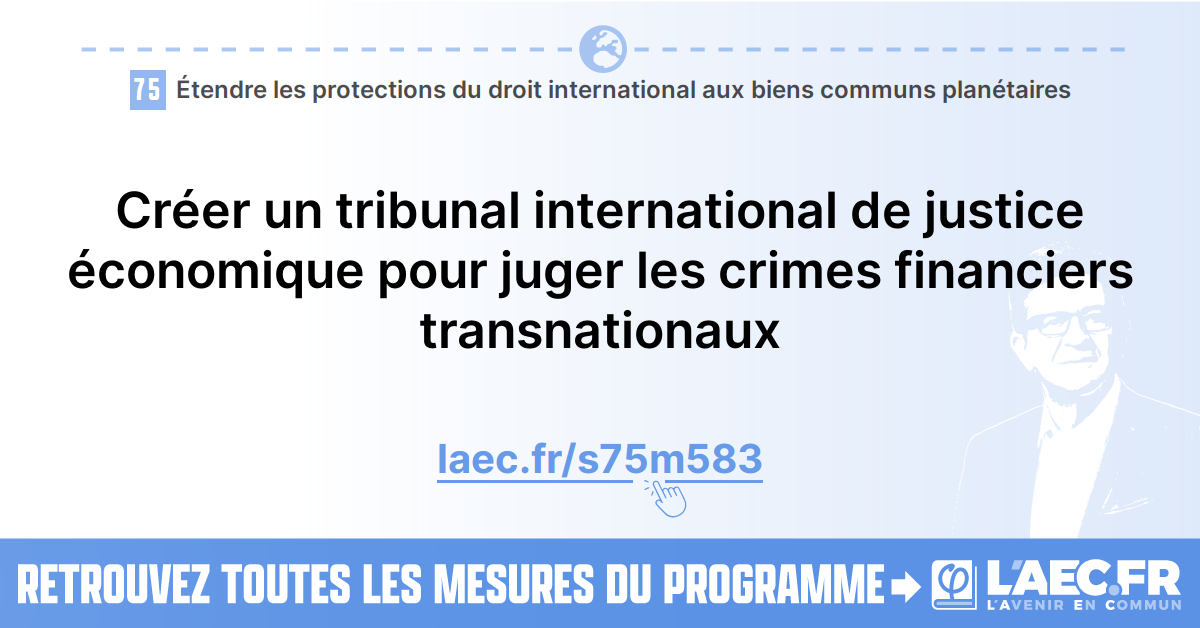 75 Étendre les protections du droit international aux biens communs planétaires
Créer un tribunal international de justice
économique pour juger les crimes financiers
transnationaux
laec.fr/s75m583
RETROUVEZ TOUTES LES MESURES DU PROGRAMME
φ L'AEC.FR
L'AVENIR EN COMMUN